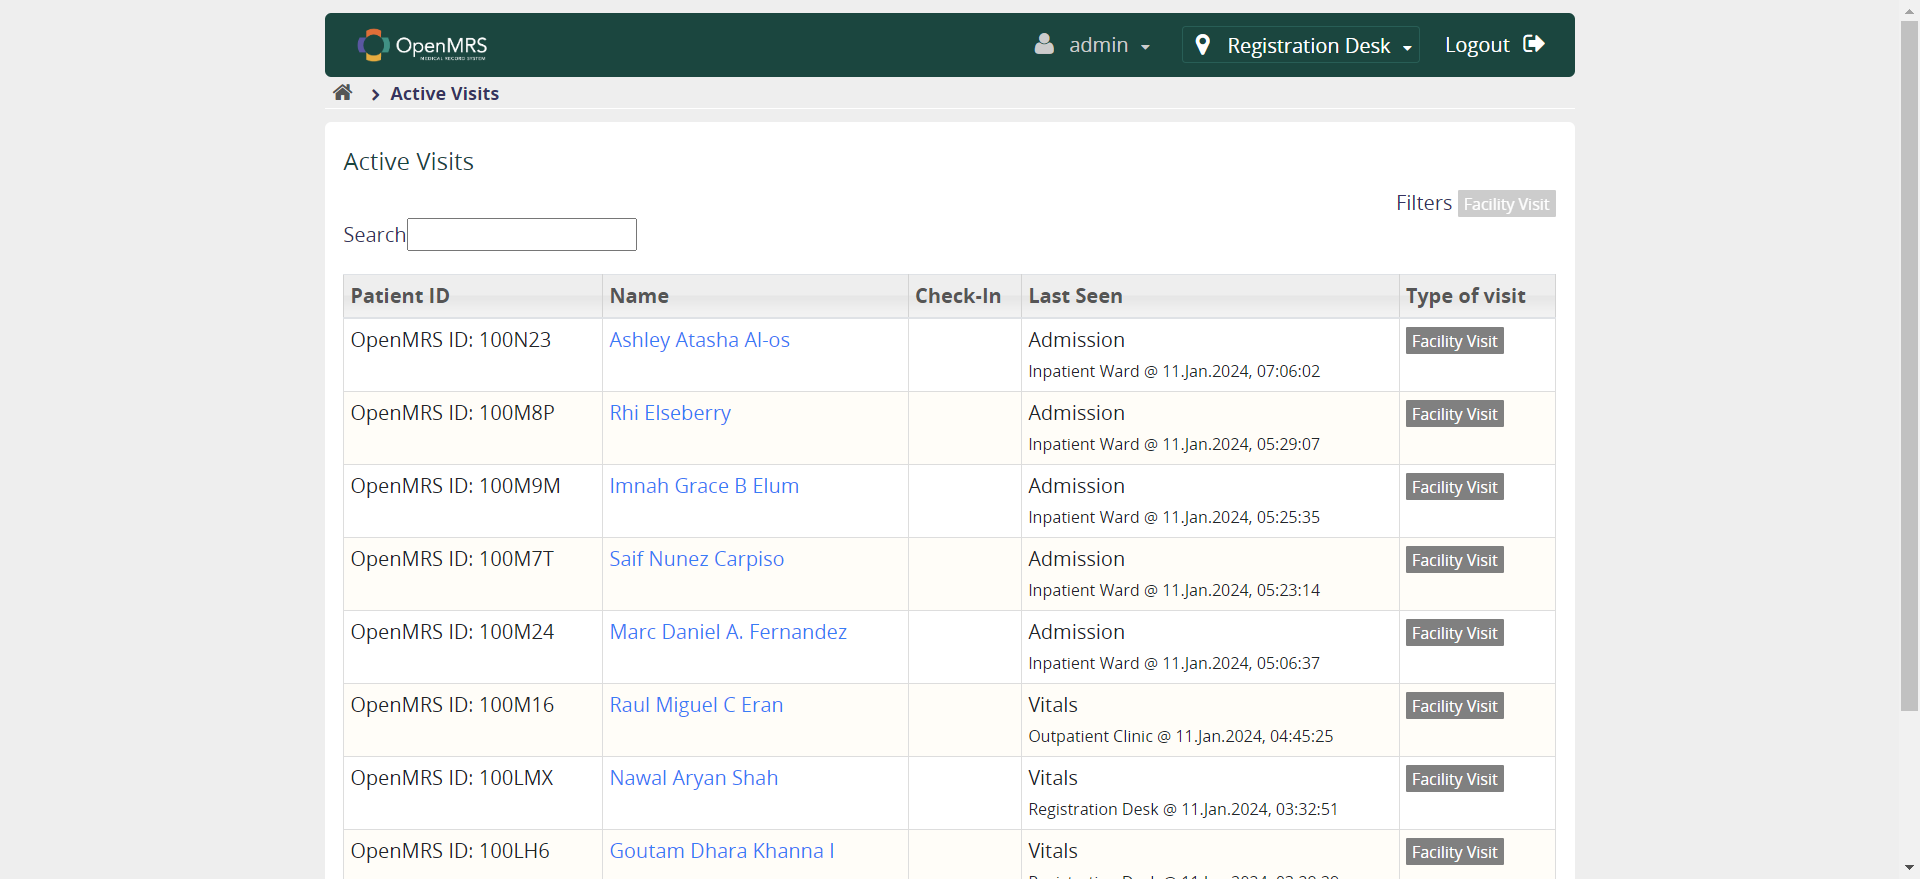 OpenMRS
MEDICAL RECORD SYSTEM
admin
Registration Desk
Logout
Active Visits
Active Visits
Filters Facility Visit
Search
Patient ID Name Check-In Last Seen Type of visit
OpenMRS ID: 100N23 Ashley Atasha Al-os Admission Facility Visit
Inpatient Ward @ 11.Jan.2024, 07:06:02
OpenMRS ID: 100M8P Rhi Elseberry Admission Facility Visit
Inpatient Ward @ 11.Jan.2024, 05:29:07
OpenMRS ID: 100M9M Imnah Grace B Elum Admission Facility Visit
Inpatient Ward @ 11.Jan.2024, 05:25:35
OpenMRS ID: 100M7T Saif Nunez Carpiso Admission Facility Visit
Inpatient Ward @ 11.Jan.2024, 05:23:14
OpenMRS ID: 100M24 Marc Daniel A. Fernandez Admission Facility Visit
Inpatient Ward @ 11.Jan.2024, 05:06:37
OpenMRS ID: 100M16 Raul Miguel C Eran Vitals Facility Visit
Outpatient Clinic @ 11.Jan.2024, 04:45:25
OpenMRS ID: 100LMX Nawal Aryan Shah Vitals Facility Visit
Registration Desk @ 11.Jan.2024, 03:32:51
OpenMRS ID: 100LH6 Goutam Dhara Khanna I Vitals Facility Visit